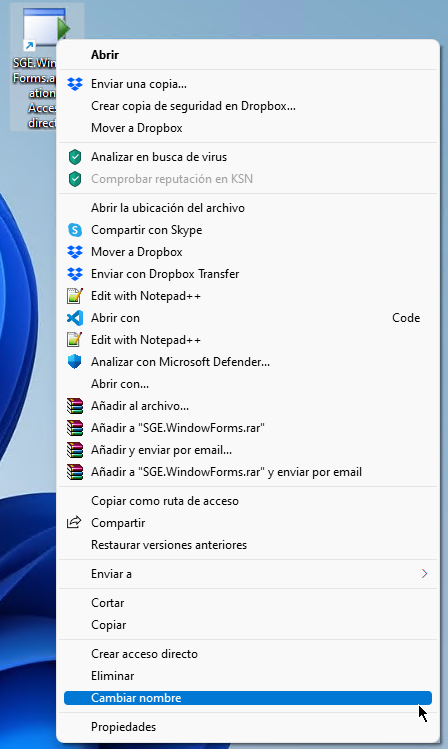 SGE.Win
Forms.a
ation
Acce
direct
Abrir
Enviar una copia...
Crear copia de seguridad en Dropbox...
Mover a Dropbox
Analizar en busca de virus
Comprobar reputación en KSN
Abrir la ubicación del archivo
Compartir con Skype
Mover a Dropbox
Enviar con Dropbox Transfer
Edit with Notepad++
Abrir con Code
Edit with Notepad++
Analizar con Microsoft Defender...
Abrir con...
Añadir al archivo...
Añadir a "SGE.WindowForms.rar"
Añadir y enviar por email...
Añadir a "SGE.WindowForms.rar" y enviar por email
Copiar como ruta de acceso
Compartir
Restaurar versiones anteriores
Enviar a
Cortar
Copiar
Crear acceso directo
Eliminar
Cambiar nombre
Propiedades